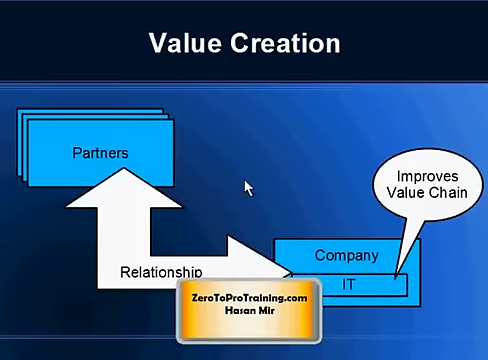 Value Creation
Partners
Improves
Value Chain
Company
IT
Relationship
ZeroToProTraining.com
Hasan Mir